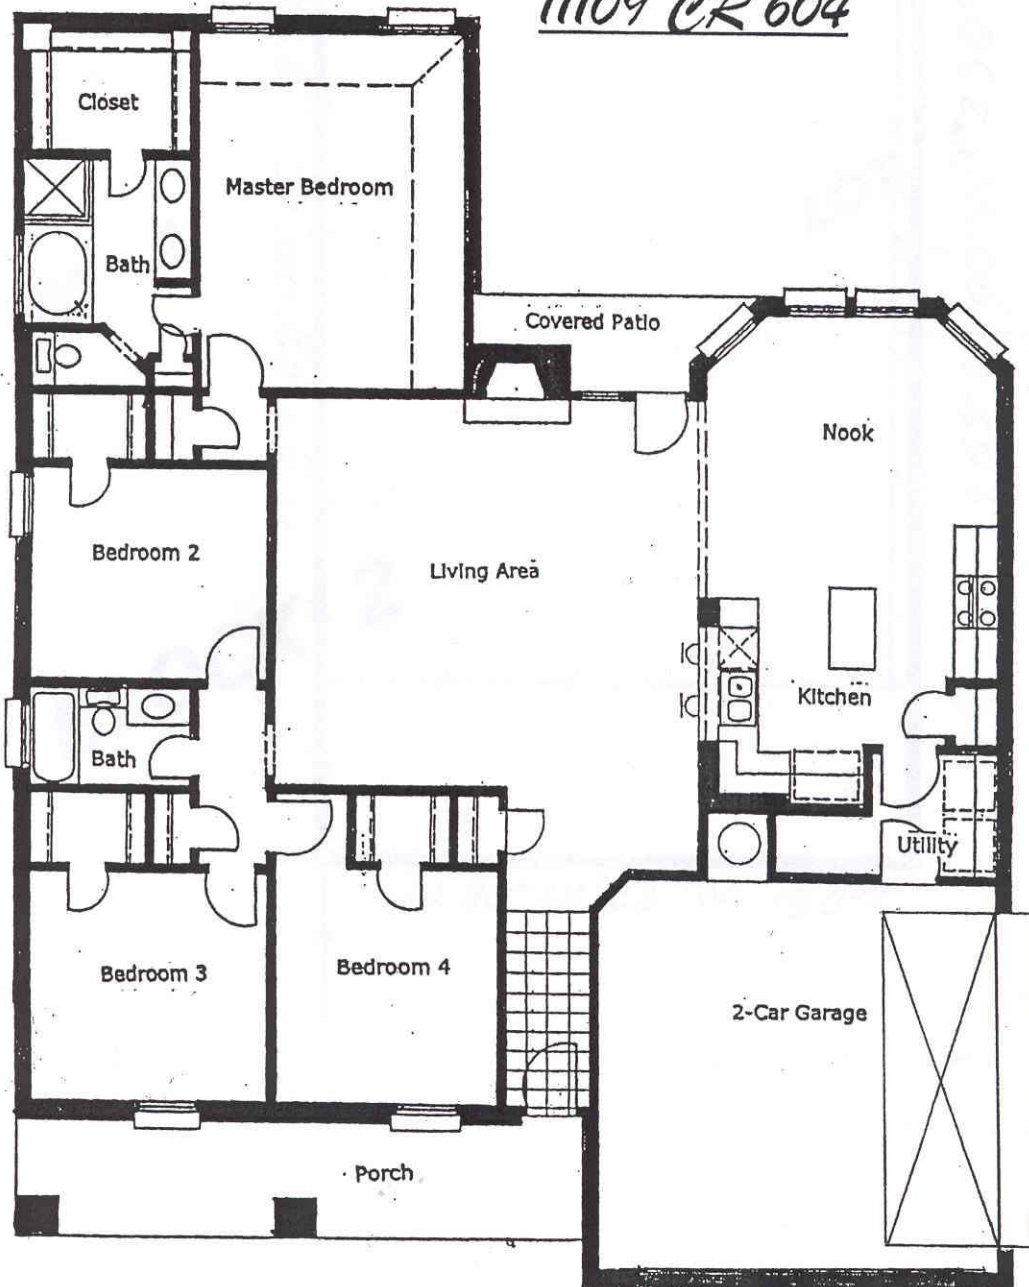 11109 CR 604
Closet
Master Bedroom
Bath
Covered Patio
Nook
Bedroom 2
Living Area
Kitchen
Bath
Utility
Bedroom 3
Bedroom 4
2-Car Garage
Porch